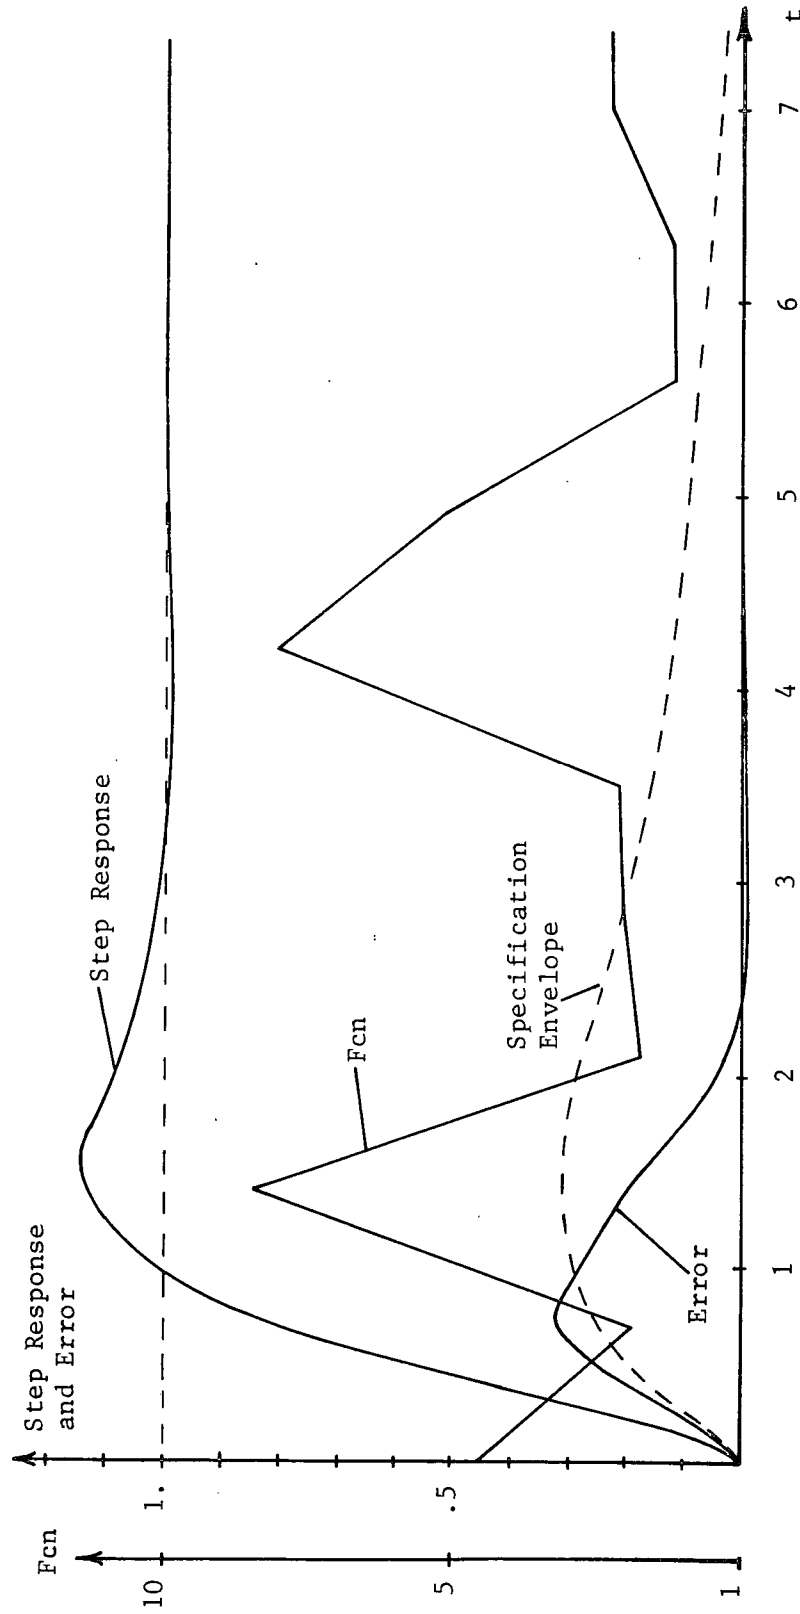 Fcn
Step Response
and Error
10
5
1
1.
.5
Step Response
Fcn
Specification
Envelope
Error
1
2
3
4
5
6
7
t